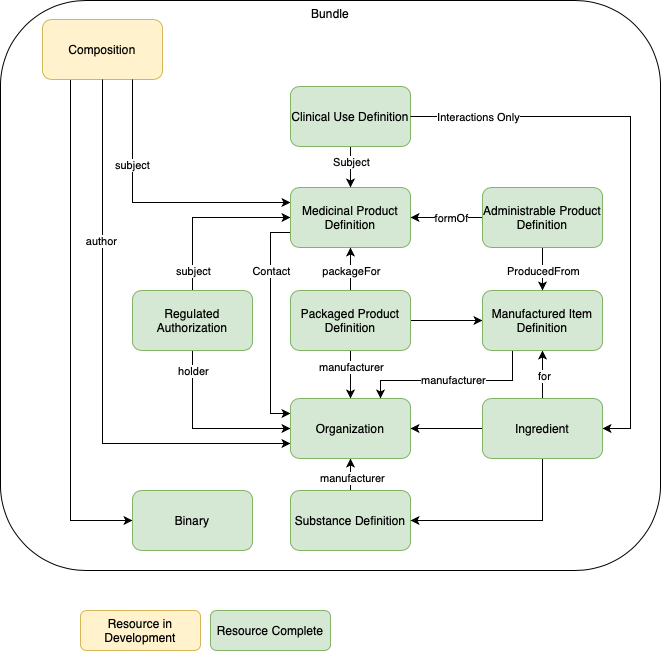 Bundle
Composition
Clinical Use Definition
Interactions Only
subject
Subject
Medicinal Product
Definition
formOf
Administrable Product
Definition
author
subject
Contact
packageFor
ProducedFrom
Regulated
Authorization
Packaged Product
Definition
Manufactured Item
Definition
holder
manufacturer
manufacturer
for
Organization
Ingredient
manufacturer
Binary
Substance Definition
Resource in
Development
Resource Complete